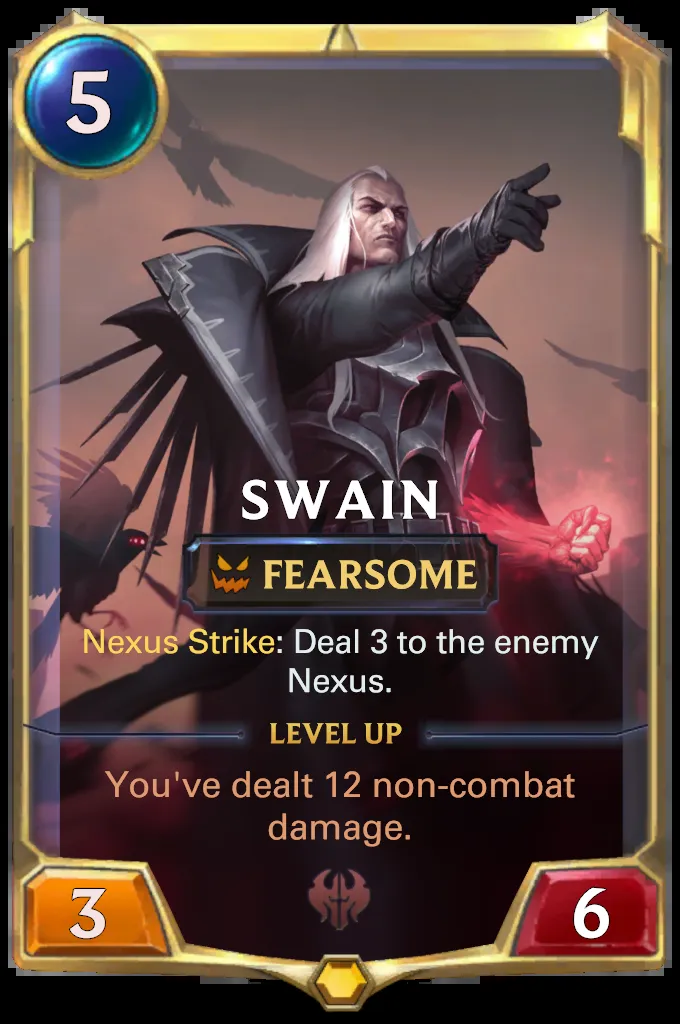 5
SWAIN
FEARSOME
Nexus Strike: Deal 3 to the enemy
Nexus.
LEVEL UP
You've dealt 12 non-combat
damage.
3
6